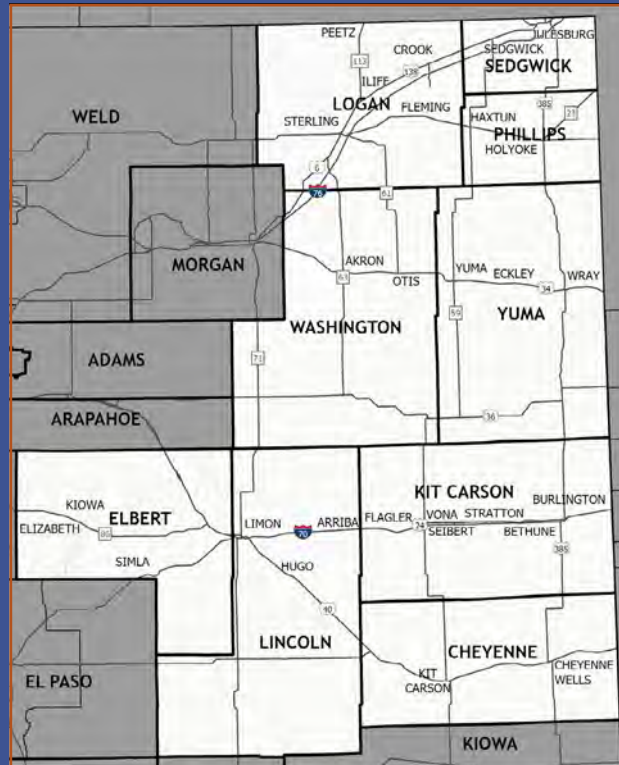 PEETZ
JULESBURG
CROOK
SEDGWICK
113
138
SEDGWICK
ILIFF
LOGAN
385
WELD
FLEMING
23
STERLING
HAXTUN
PHILLIPS
HOLYOKE
6
76
61
MORGAN
AKRON
YUMA
ECKLEY
WRAY
63
OTIS
34
WASHINGTON
59
YUMA
71
ADAMS
ARAPAHOE
36
KIOWA
KIT CARSON
ELBERT
BURLINGTON
ELIZABETH
86
LIMON
70
ARRIBA
FLAGLER
24
VONA
STRATTON
SEIBERT
BETHUNE
SIMLA
HUGO
385
40
LINCOLN
CHEYENNE
EL PASO
KIT
CARSON
CHEYENNE
WELLS
KIOWA